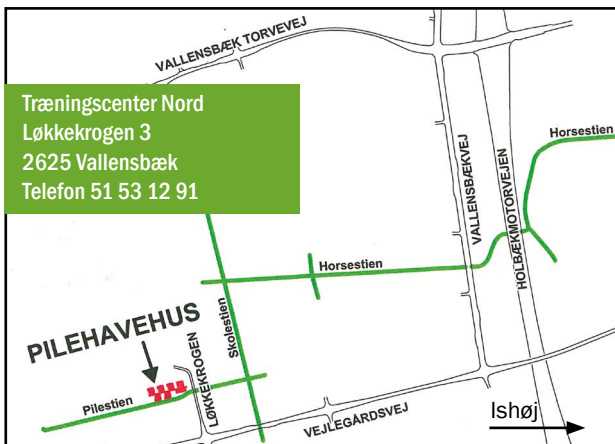 VALLENSBÆK TORVEVEJ
Træningscenter Nord
Løkkekrogen 3
2625 Vallensbæk
Telefon 51 53 12 91
Horsestien
VALLENSBÆKVEJ
HOLBÆKMOTORVEJEN
Horsestien
Skolestien
PILEHAVEHUS
LØKKEKROGEN
Pilestien
VEJLEGÅRDSVEJ
Ishøj